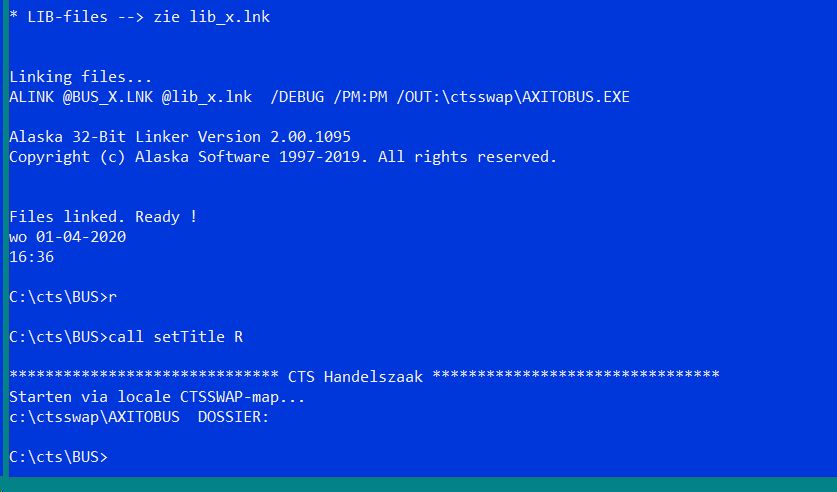 * LIB-files --> zie lib_x.lnk
Linking files...
ALINK @BUS_X.LNK @lib_x.lnk  /DEBUG /PM:PM /OUT:\ctsswap\AXITOBUS.EXE
Alaska 32-Bit Linker Version 2.00.1095
Copyright (c) Alaska Software 1997-2019. All rights reserved.
Files linked. Ready !
wo 01-04-2020
16:36
C:\cts\BUS>r
C:\cts\BUS>call setTitle R
****************************** CTS Handelszaak ********************************
Starten via locale CTSSWAP-map...
c:\ctsswap\AXITOBUS  DOSSIER:
C:\cts\BUS>